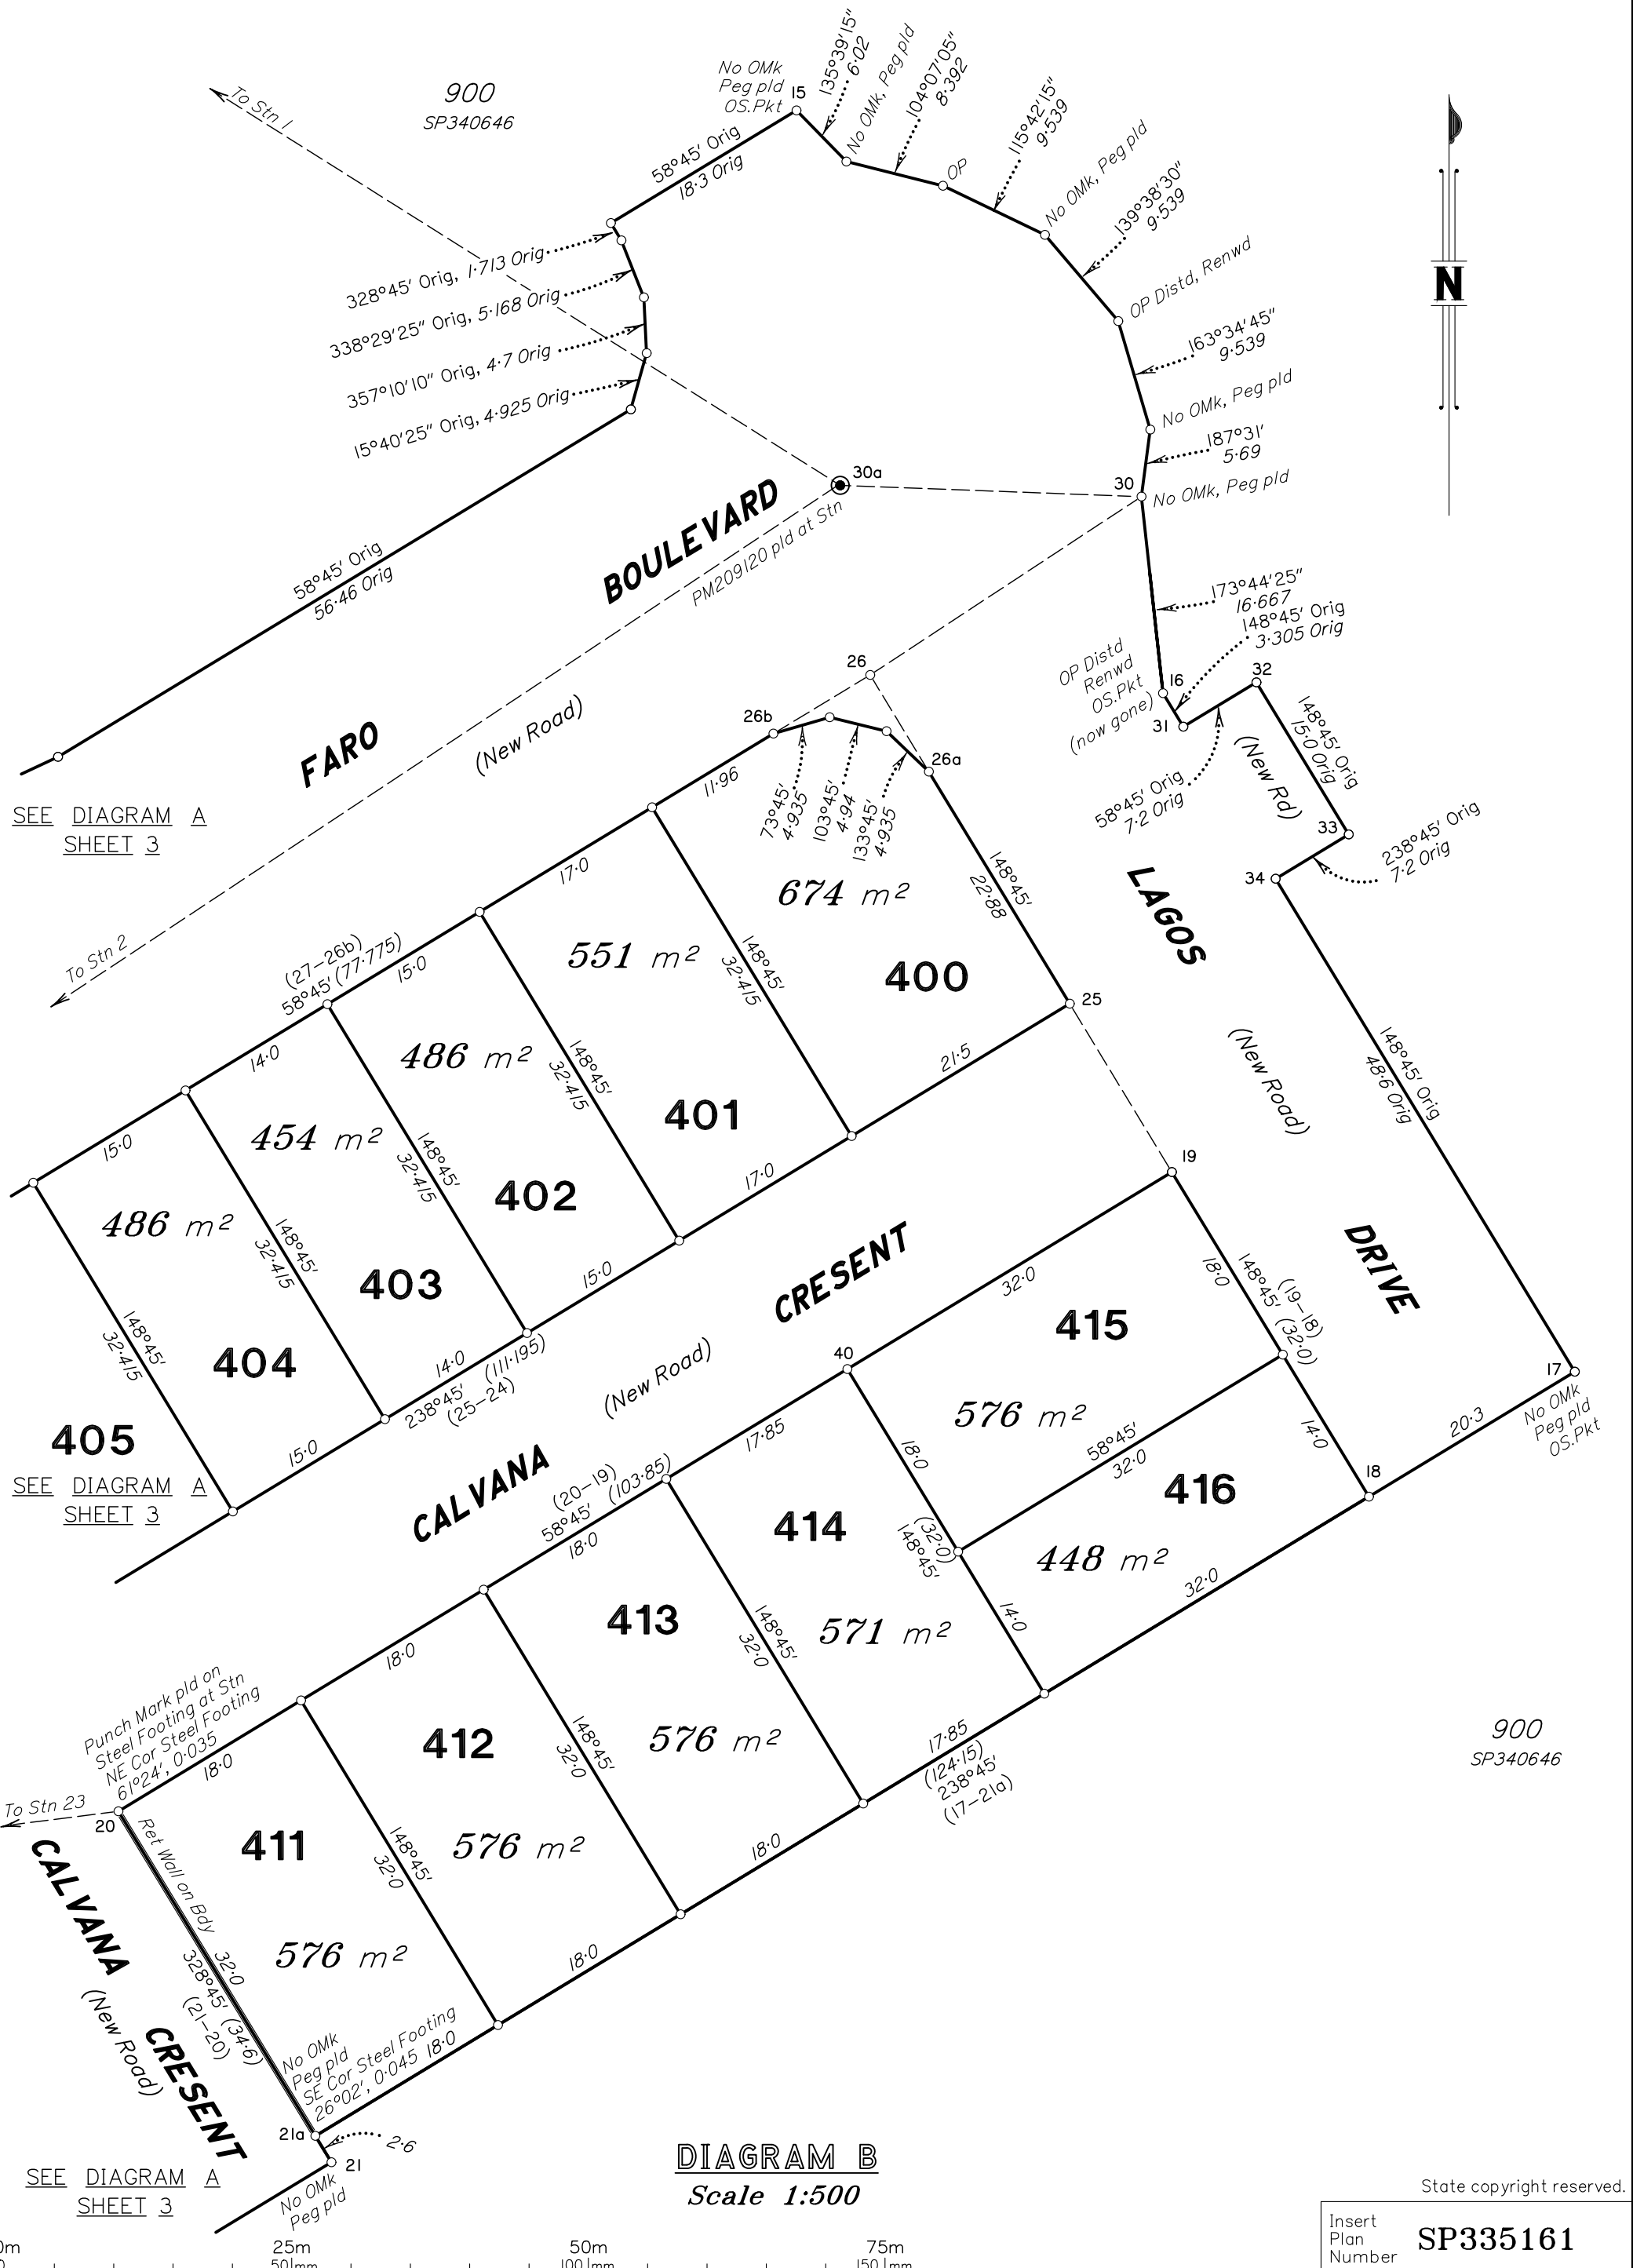 900
SP340646
To Stn 1
No OMk
Peg pld
OS.Pkt
15
135°39'15"
6·02
No OMk, Peg pld
104°07'05"
8·392
OP
115°42'15"
9·539
No OMk, Peg pld
139°38'30"
9·539
OP Distd, Renwd
163°34'45"
9·539
No OMk, Peg pld
187°31'
5·69
30
No OMk, Peg pld
N
58°45' Orig
18·3 Orig
328°45' Orig, 1·713 Orig
338°29'25" Orig, 5·168 Orig
357°10'10" Orig, 4·7 Orig
15°40'25" Orig, 4·925 Orig
30a
PM209120 pld at Stn
58°45' Orig
56·46 Orig
FARO
BOULEVARD
(New Road)
SEE DIAGRAM A
SHEET 3
To Stn 2
173°44'25"
16·667
148°45' Orig
3·305 Orig
OP Distd
Renwd
OS.Pkt
(now gone)
16
31
32
58°45' Orig
7·2 Orig
(New Rd)
148°45' Orig
15·0 Orig
33
238°45' Orig
7·2 Orig
34
26
26b
26a
73°45'
4·935
103°45'
4·94
133°45'
4·935
11·96
17·0
(27-26b)
58°45' (77·775)
15·0
14·0
15·0
148°45'
22·88
674 m²
400
25
21·5
148°45'
32·415
551 m²
401
17·0
148°45'
32·415
486 m²
402
15·0
148°45'
32·415
454 m²
403
14·0
238°45' (111·195)
(25-24)
148°45'
32·415
486 m²
404
15·0
148°45'
32·415
405
SEE DIAGRAM A
SHEET 3
LAGOS
(New Road)
DRIVE
148°45' Orig
48·6 Orig
17
No OMk
Peg pld
OS.Pkt
20·3
18
CALVANA
CRESENT
(New Road)
19
32·0
18·0
148°45' (32·0)
(19-18)
14·0
415
576 m²
58°45'
32·0
416
448 m²
32·0
40
17·85
18·0
(32·0)
148°45'
14·0
414
571 m²
17·85
(124·15)
238°45'
(17-21a)
(20-19)
58°45' (103·85)
18·0
148°45'
32·0
413
576 m²
18·0
18·0
148°45'
32·0
412
576 m²
18·0
Punch Mark pld on
Steel Footing at Stn
NE Cor Steel Footing
61°24', 0·035
18·0
148°45'
32·0
To Stn 23
20
411
576 m²
Ret Wall on Bdy
32·0
328°45' (34·6)
(21-20)
No OMk
Peg pld
SE Cor Steel Footing
26°02', 0·045
18·0
CALVANA
CRESENT
(New Road)
21a
2·6
21
No OMk
Peg pld
SEE DIAGRAM A
SHEET 3
900
SP340646
DIAGRAM B
Scale 1:500
State copyright reserved.
Insert
Plan
Number
SP335161
0m
25m
50m
75m
50mm
100mm
150mm